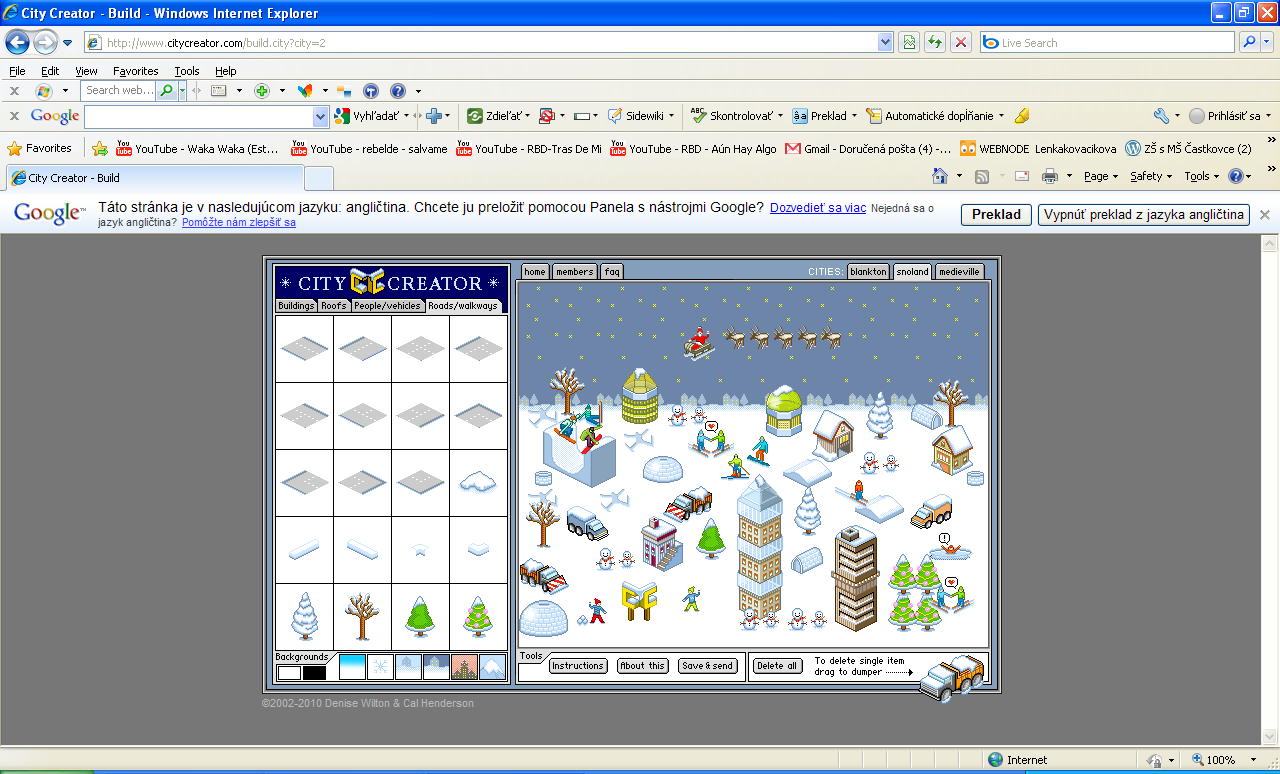 City Creator - Build - Windows Internet Explorer
http://www.citycreator.com/build.city?city=2
Live Search
File Edit View Favorites Tools Help
Search web...
Google Vyhľadať Zdieľať Sidewiki ABC Skontrolovať Preklad Automatické dopĺňanie Prihlásiť sa
Favorites YouTube - Waka Waka (Est... YouTube - rebelde - salvame YouTube - RBD-Tras De Mi YouTube - RBD - Aun Hay Algo Gmail - Doručená pošta (4) -... WEBNODE Lenkakovacikova ZŠ s MŠ Častkovce (2)
City Creator - Build
Page Safety Tools
Google™ Táto stránka je v nasledujúcom jazyku: angličtina. Chcete ju preložiť pomocou Panela s nástrojmi Google? Dozvedieť sa viac Nejedná sa o
jazyk angličtina? Pomôžte nám zlepšiť sa
Preklad Vypnúť preklad z jazyka angličtina
CITY CREATOR
Buildings Roofs People/vehicles Roads/walkways
home members faq
CITIES: blankton snoland medieville
Backgrounds
Tools
Instructions About this Save & send Delete all
To delete single item
drag to dumper
©2002-2010 Denise Wilton & Cal Henderson
Internet 100%